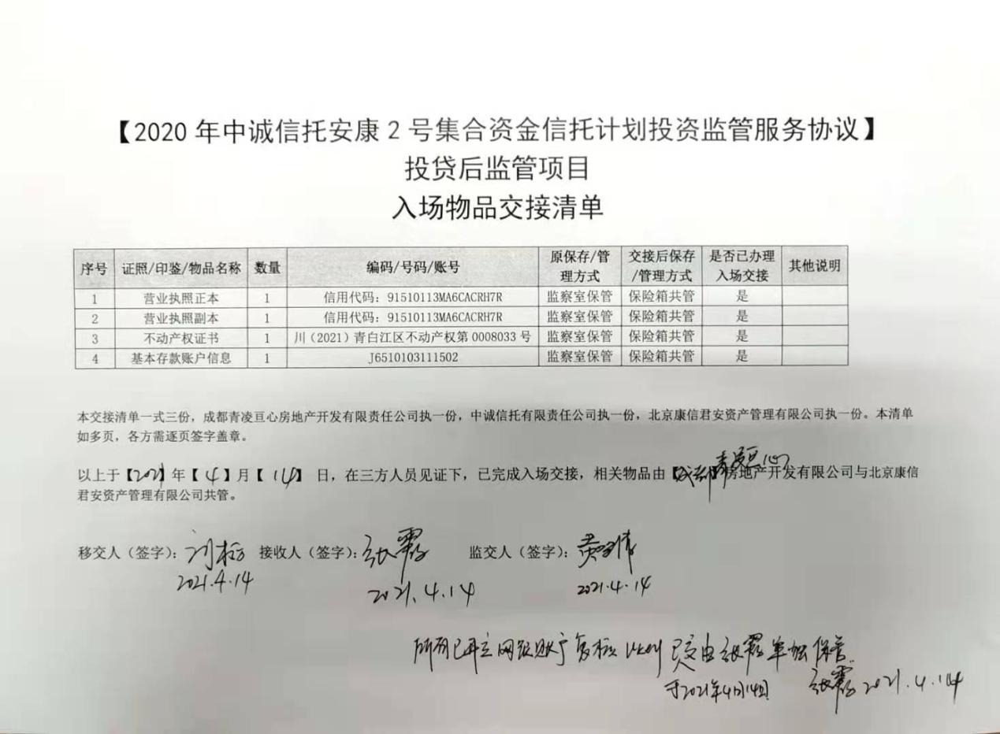 【2020 年中诚信托安康 2 号集合资金信托计划投资监管服务协议】
投贷后监管项目
入场物品交接清单
序号 证照/印鉴/物品名称 数量 编码/号码/账号 原保存/管理方式 交接后保存/管理方式 是否已办理入场交接 其他说明
1 营业执照正本 1 信用代码：91510113MA6CACRH7R 监察室保管 保险箱共管 是
2 营业执照副本 1 信用代码：91510113MA6CACRH7R 监察室保管 保险箱共管 是
3 不动产权证书 1 川（2021）青白江区不动产权第 0008033 号 监察室保管 保险箱共管 是
4 基本存款账户信息 1 J6510103111502 监察室保管 保险箱共管 是
本交接清单一式三份，成都青凌亘心房地产开发有限责任公司执一份，中诚信托有限责任公司执一份，北京康信君安资产管理有限公司执一份。本清单
如多页，各方需逐页签字盖章。
以上于【2021】年【4】月【14】日，在三方人员见证下，已完成入场交接，相关物品由【成都青凌亘心】房地产开发有限公司与北京康信
君安资产管理有限公司共管。
移交人（签字）： 接收人（签字）：张霖 监交人（签字）：
2021.4.14 2021.4.14 2021.4.14
所有已开立网银账户复核 Ukey 已交由张霖单独保管.
于2021年4月14日 张霖 2021.4.14